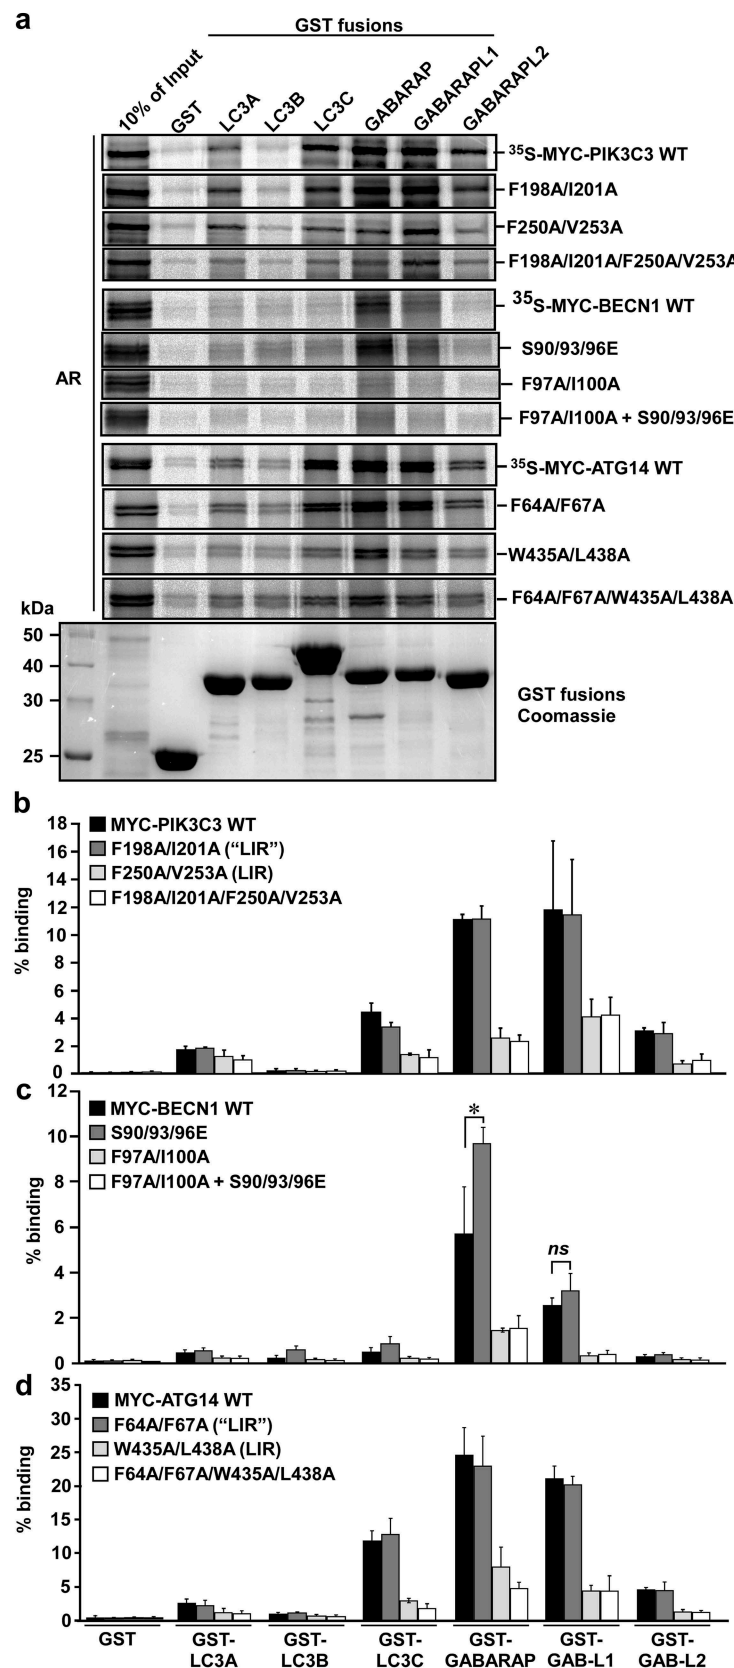 a
GST fusions
10% of Input
GST
LC3A
LC3B
LC3C
GABARAP
GABARAPL1
GABARAPL2
35S-MYC-PIK3C3 WT
F198A/I201A
F250A/V253A
F198A/I201A/F250A/V253A
35S-MYC-BECN1 WT
S90/93/96E
AR
F97A/I100A
F97A/I100A + S90/93/96E
35S-MYC-ATG14 WT
F64A/F67A
W435A/L438A
F64A/F67A/W435A/L438A
kDa
50
40
30
25
GST fusions
Coomassie
b
MYC-PIK3C3 WT
F198A/I201A (“LIR”)
F250A/V253A (LIR)
F198A/I201A/F250A/V253A
% binding
18
16
14
12
10
8
6
4
2
0
c
MYC-BECN1 WT
S90/93/96E
F97A/I100A
F97A/I100A + S90/93/96E
*
ns
% binding
12
10
8
6
4
2
0
d
MYC-ATG14 WT
F64A/F67A (“LIR”)
W435A/L438A (LIR)
F64A/F67A/W435A/L438A
% binding
35
30
25
20
15
10
5
0
GST
GST-
LC3A
GST-
LC3B
GST-
LC3C
GST-
GABARAP
GST-
GAB-L1
GST-
GAB-L2